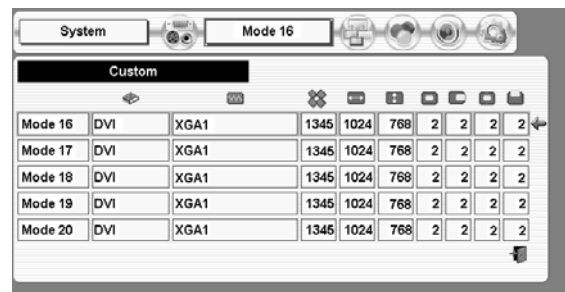 System Mode 16
Custom
Mode 16 DVI XGA1 1345 1024 768 2 2 2 2
Mode 17 DVI XGA1 1345 1024 768 2 2 2 2
Mode 18 DVI XGA1 1345 1024 768 2 2 2 2
Mode 19 DVI XGA1 1345 1024 768 2 2 2 2
Mode 20 DVI XGA1 1345 1024 768 2 2 2 2